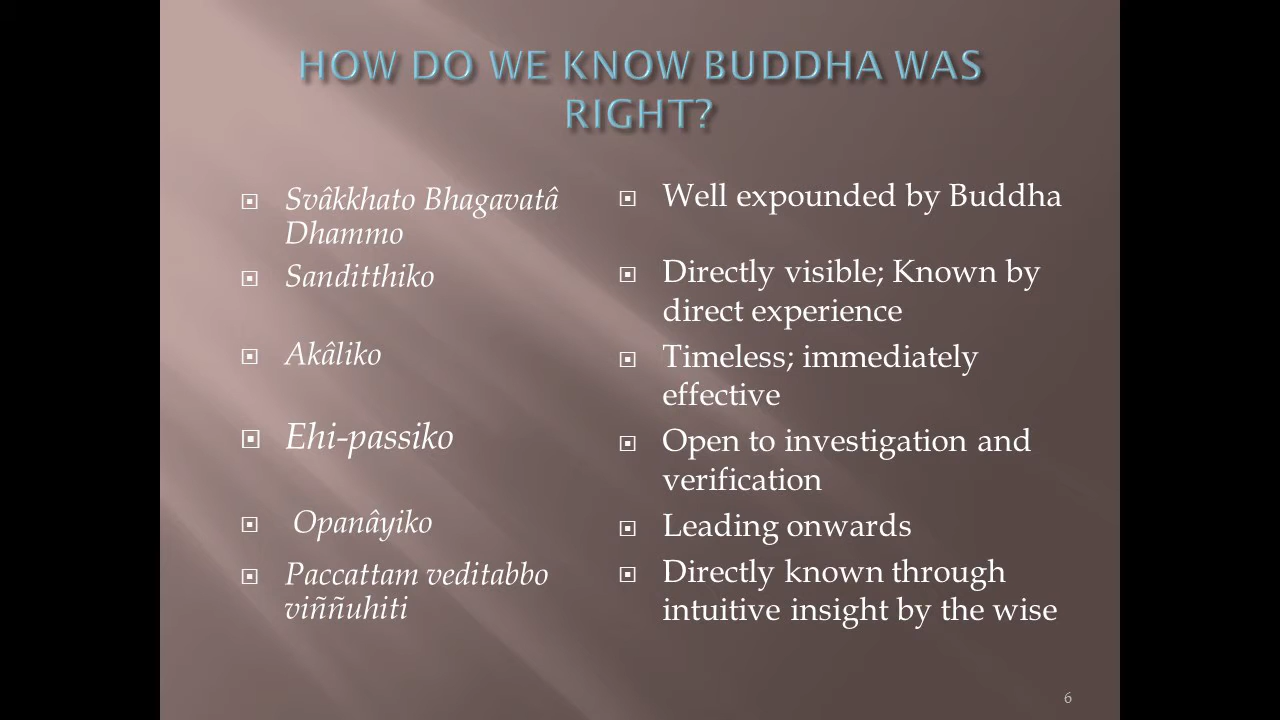 HOW DO WE KNOW BUDDHA WAS
RIGHT?
Svâkkhato Bhagavatâ
Dhammo
Sanditthiko
Akâliko
Ehi-passiko
Opanâyiko
Paccattam veditabbo
viññuhiti
Well expounded by Buddha
Directly visible; Known by
direct experience
Timeless; immediately
effective
Open to investigation and
verification
Leading onwards
Directly known through
intuitive insight by the wise
6